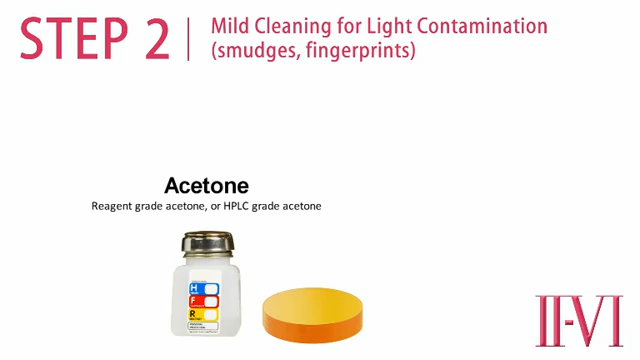 STEP 2
Mild Cleaning for Light Contamination
(smudges, fingerprints)
Acetone
Reagent grade acetone, or HPLC grade acetone
H
F
R
II-VI